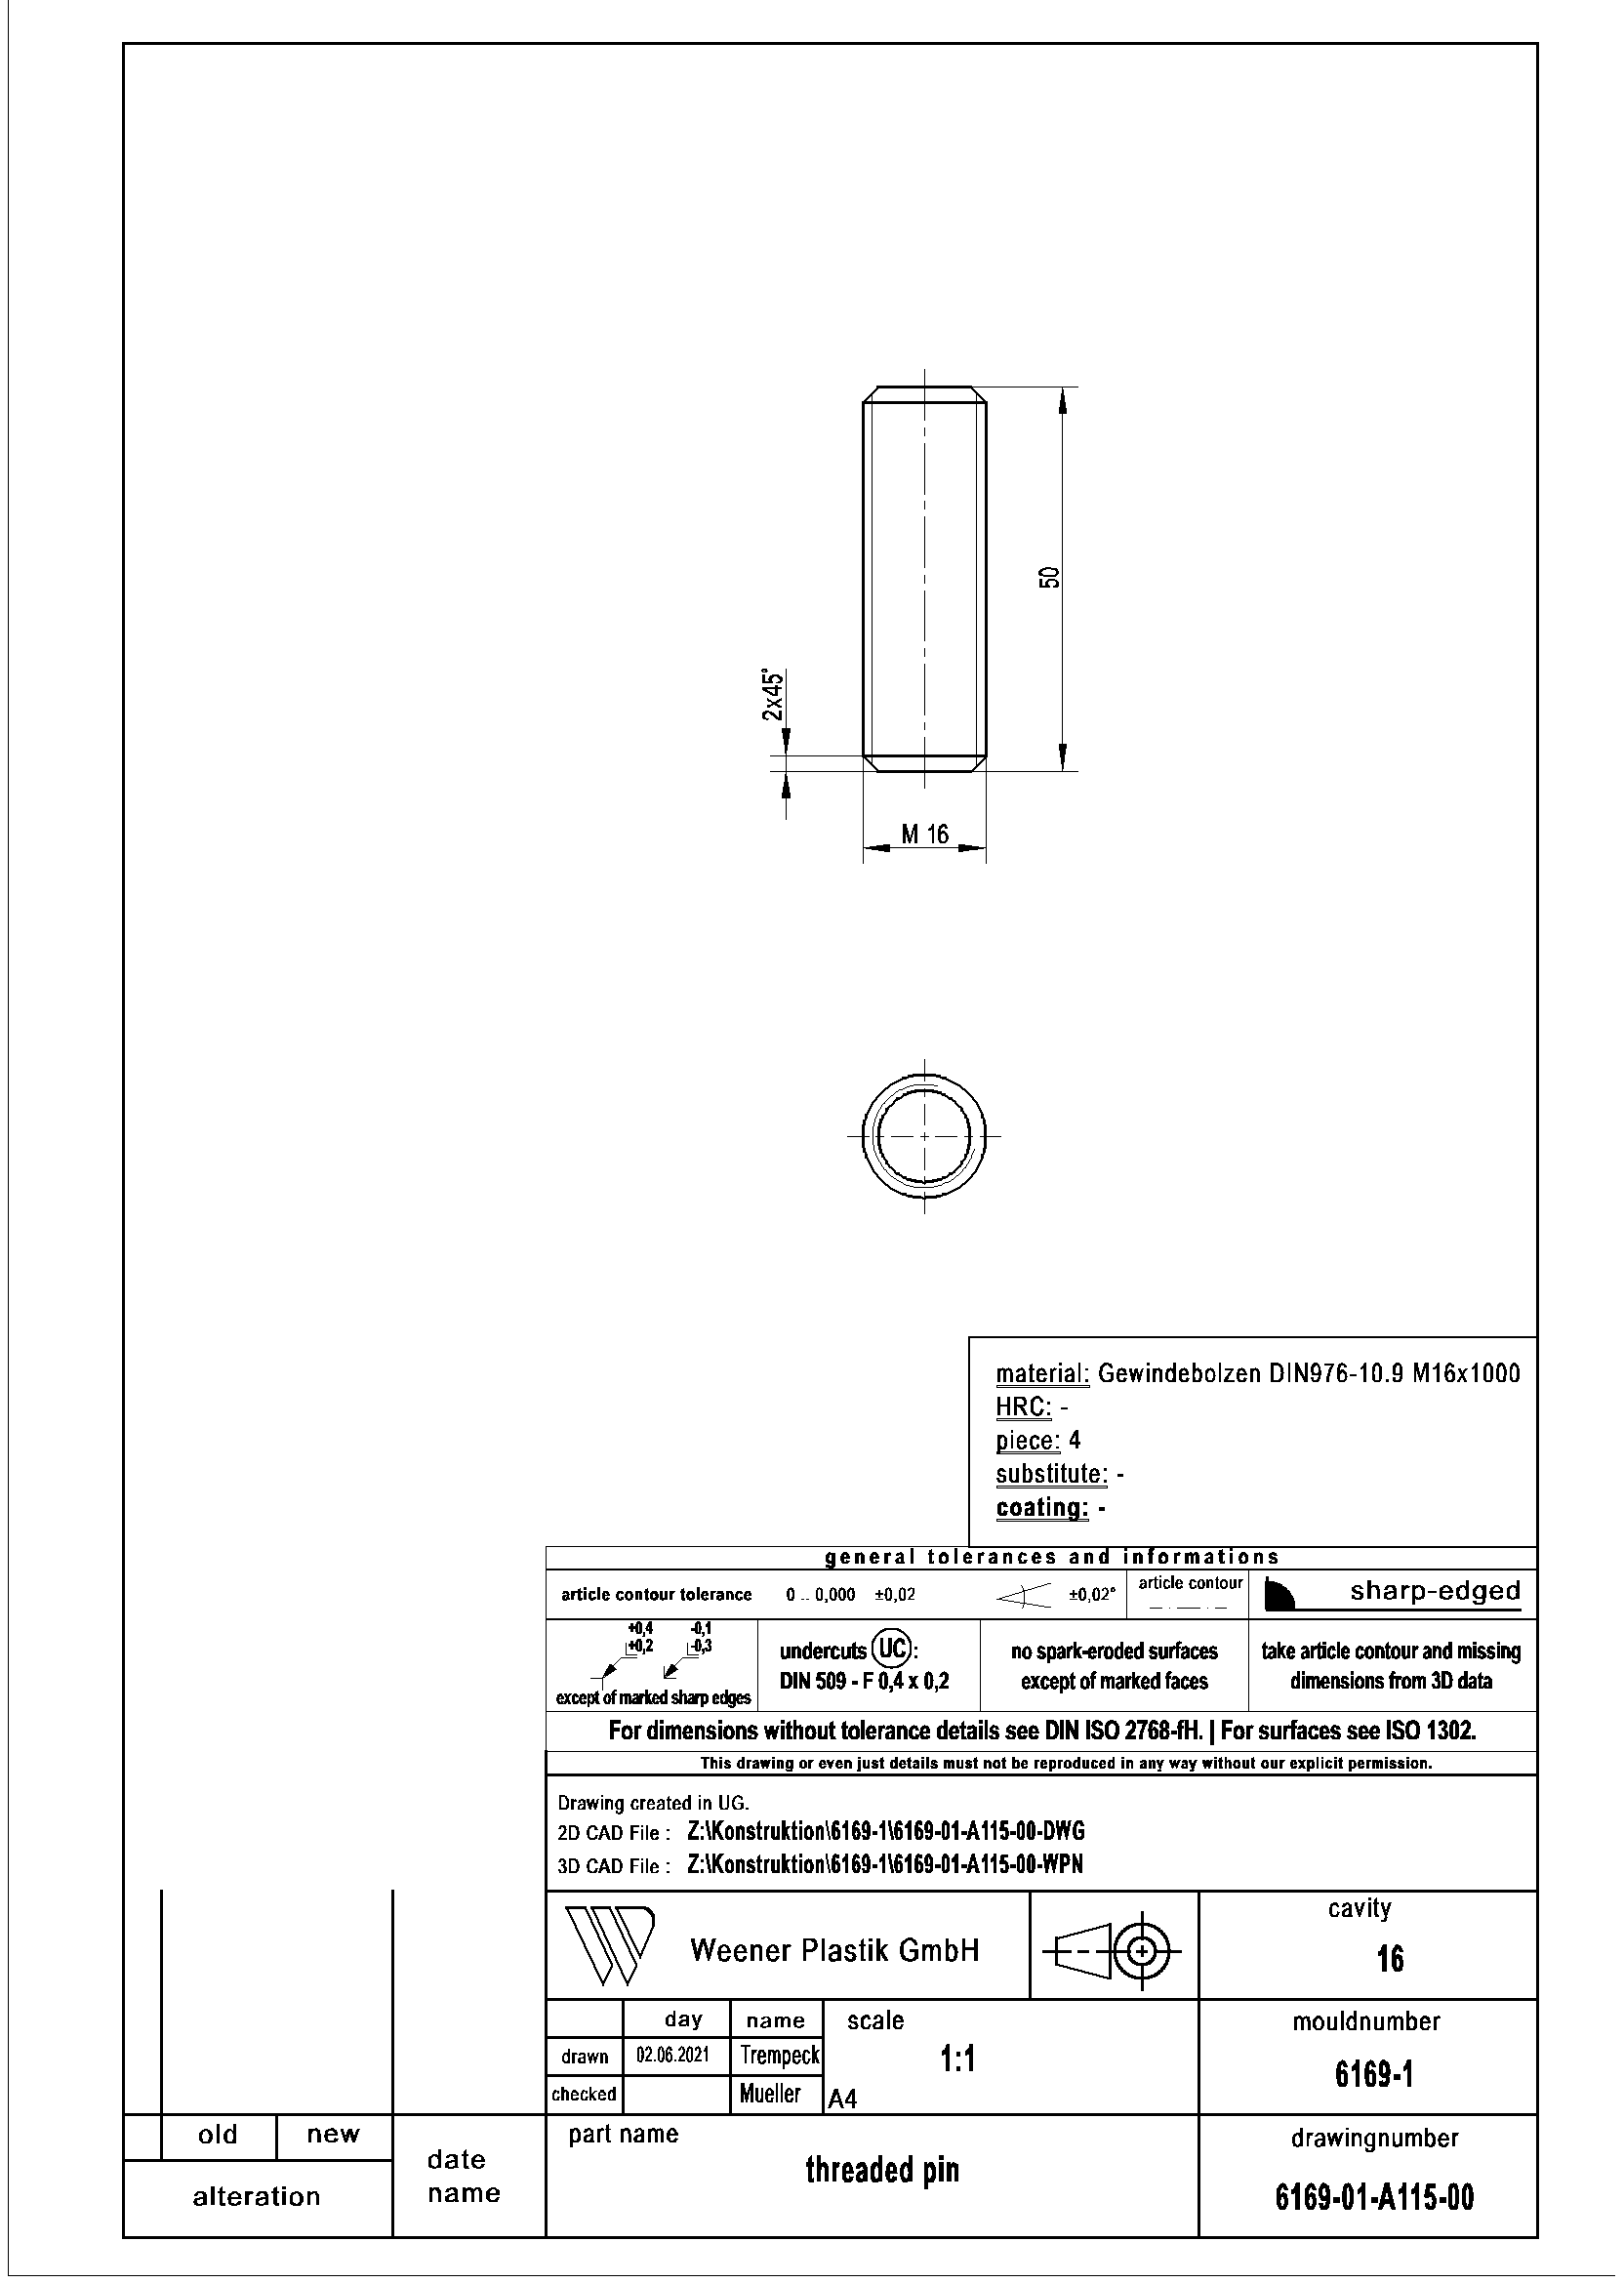 50
2x45°
M 16
material: Gewindebolzen DIN976-10.9 M16x1000
HRC: -
piece: 4
substitute: -
coating: -
general tolerances and informations
article contour tolerance 0 .. 0,000 ±0,02 ±0,02° article contour sharp-edged
+0,4 -0,1
+0,2 -0,3
except of marked sharp edges
undercuts UC:
DIN 509 - F 0,4 x 0,2
no spark-eroded surfaces
except of marked faces
take article contour and missing
dimensions from 3D data
For dimensions without tolerance details see DIN ISO 2768-fH. | For surfaces see ISO 1302.
This drawing or even just details must not be reproduced in any way without our explicit permission.
Drawing created in UG.
2D CAD File : Z:\Konstruktion\6169-1\6169-01-A115-00-DWG
3D CAD File : Z:\Konstruktion\6169-1\6169-01-A115-00-WPN
Weener Plastik GmbH
cavity
16
day name scale
drawn 02.06.2021 Trempeck 1:1
checked Mueller A4
mouldnumber
6169-1
old new
alteration
date
name
part name
threaded pin
drawingnumber
6169-01-A115-00